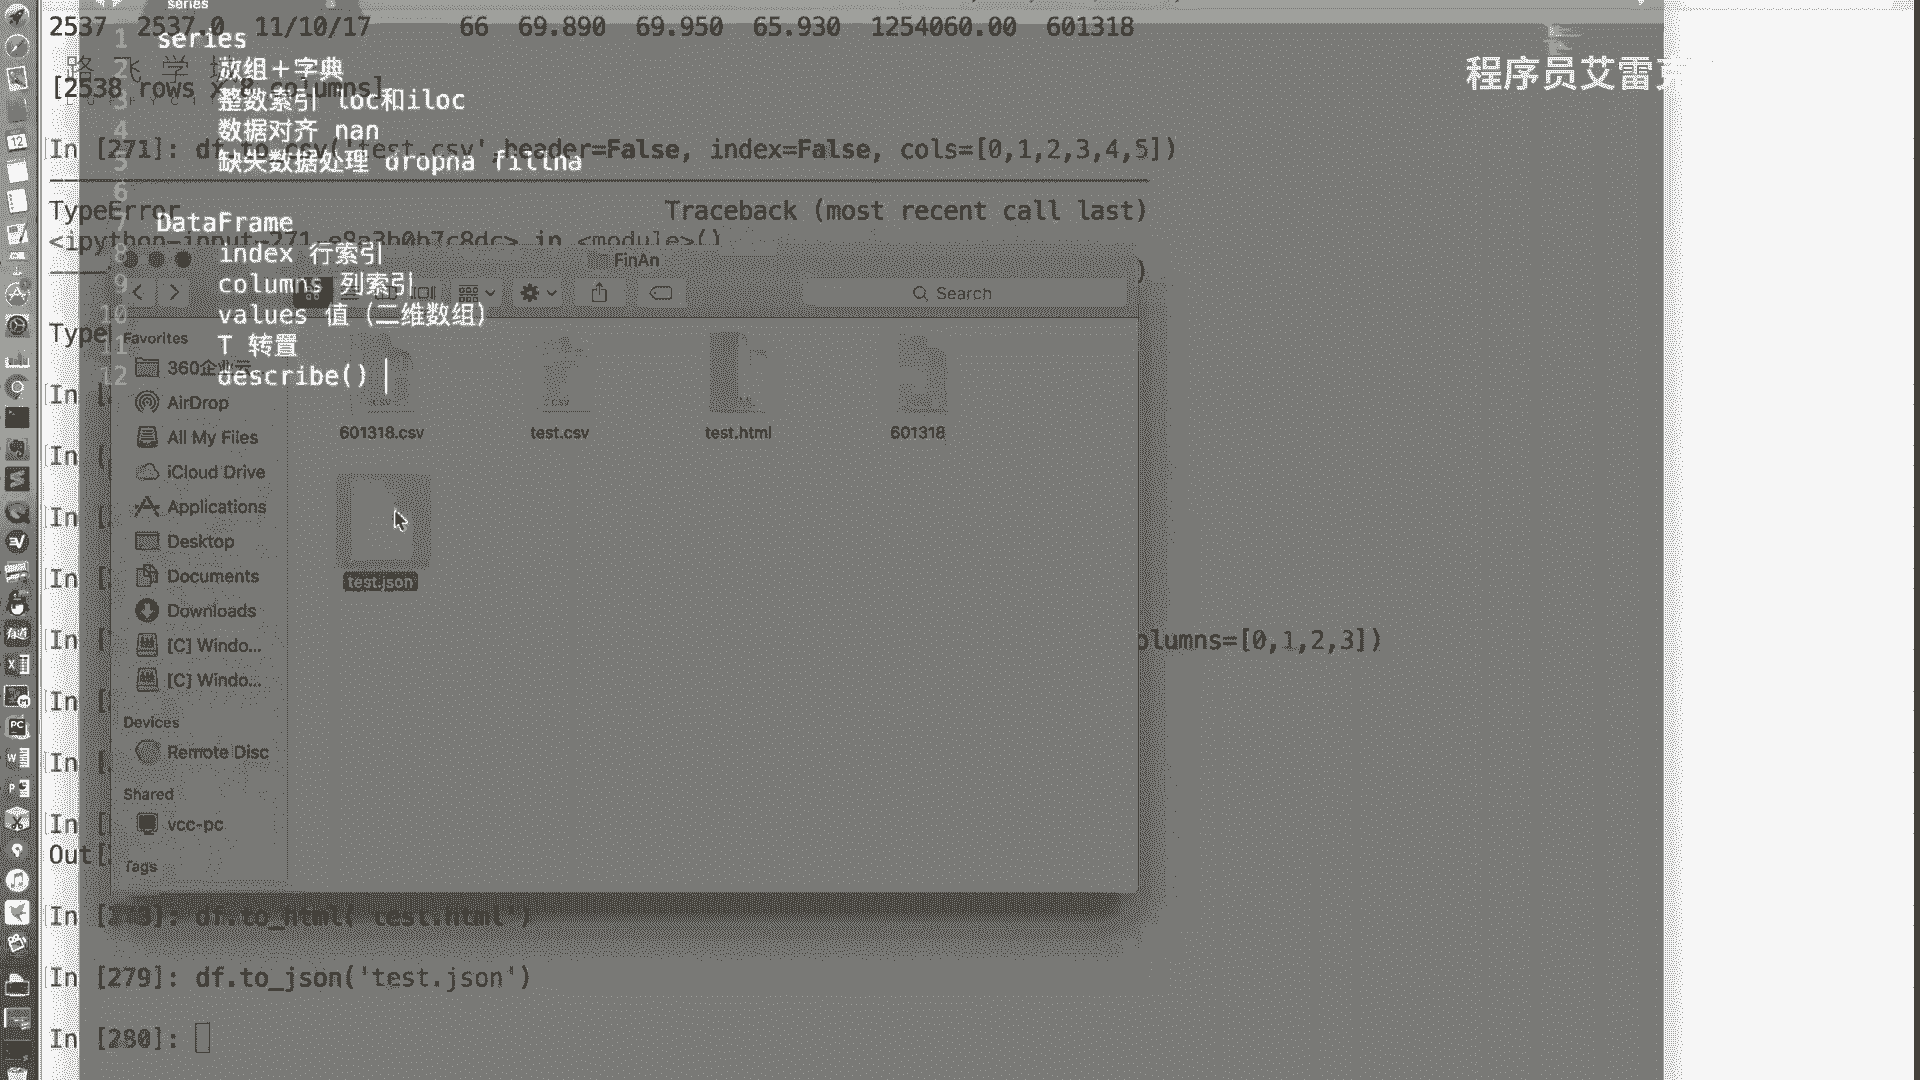 series
2537 2537.0 11/10/17 66 69.890 69.950 65.930 1254060.00 601318
1 series
程序员艾雷
路飞学
2 数组+字典
[2538 rows x 8 columns]
3 整数索引 loc和iloc
4 数据对齐 nan
In [271]: df.to_csv('test.csv',header=False, index=False, cols=[0,1,2,3,4,5])
5 缺失数据处理 dropna fillna
6
TypeError Traceback (most recent call last)
7 DataFrame
<ipython-input-271-e8a3b0b7c8dc> in <module>()
8 index 行索引
FinAn
)
9 columns 列索引
Search
10 values 值（二维数组）
Type
Favorites
11 T 转置
360企业云
12 describe()
In [
AirDrop
601318.csv test.csv test.html 601318
All My Files
In [
iCloud Drive
Applications
In [
Desktop
Documents
test.json
In [
Downloads
In [ olumns=[0,1,2,3])
[C] Windo...
[C] Windo...
In [
Devices
Remote Disc
In [
Shared
vcc-pc
In [
Out[
Tags
In [278]: df.to_html('test.html')
In [279]: df.to_json('test.json')
In [280]: